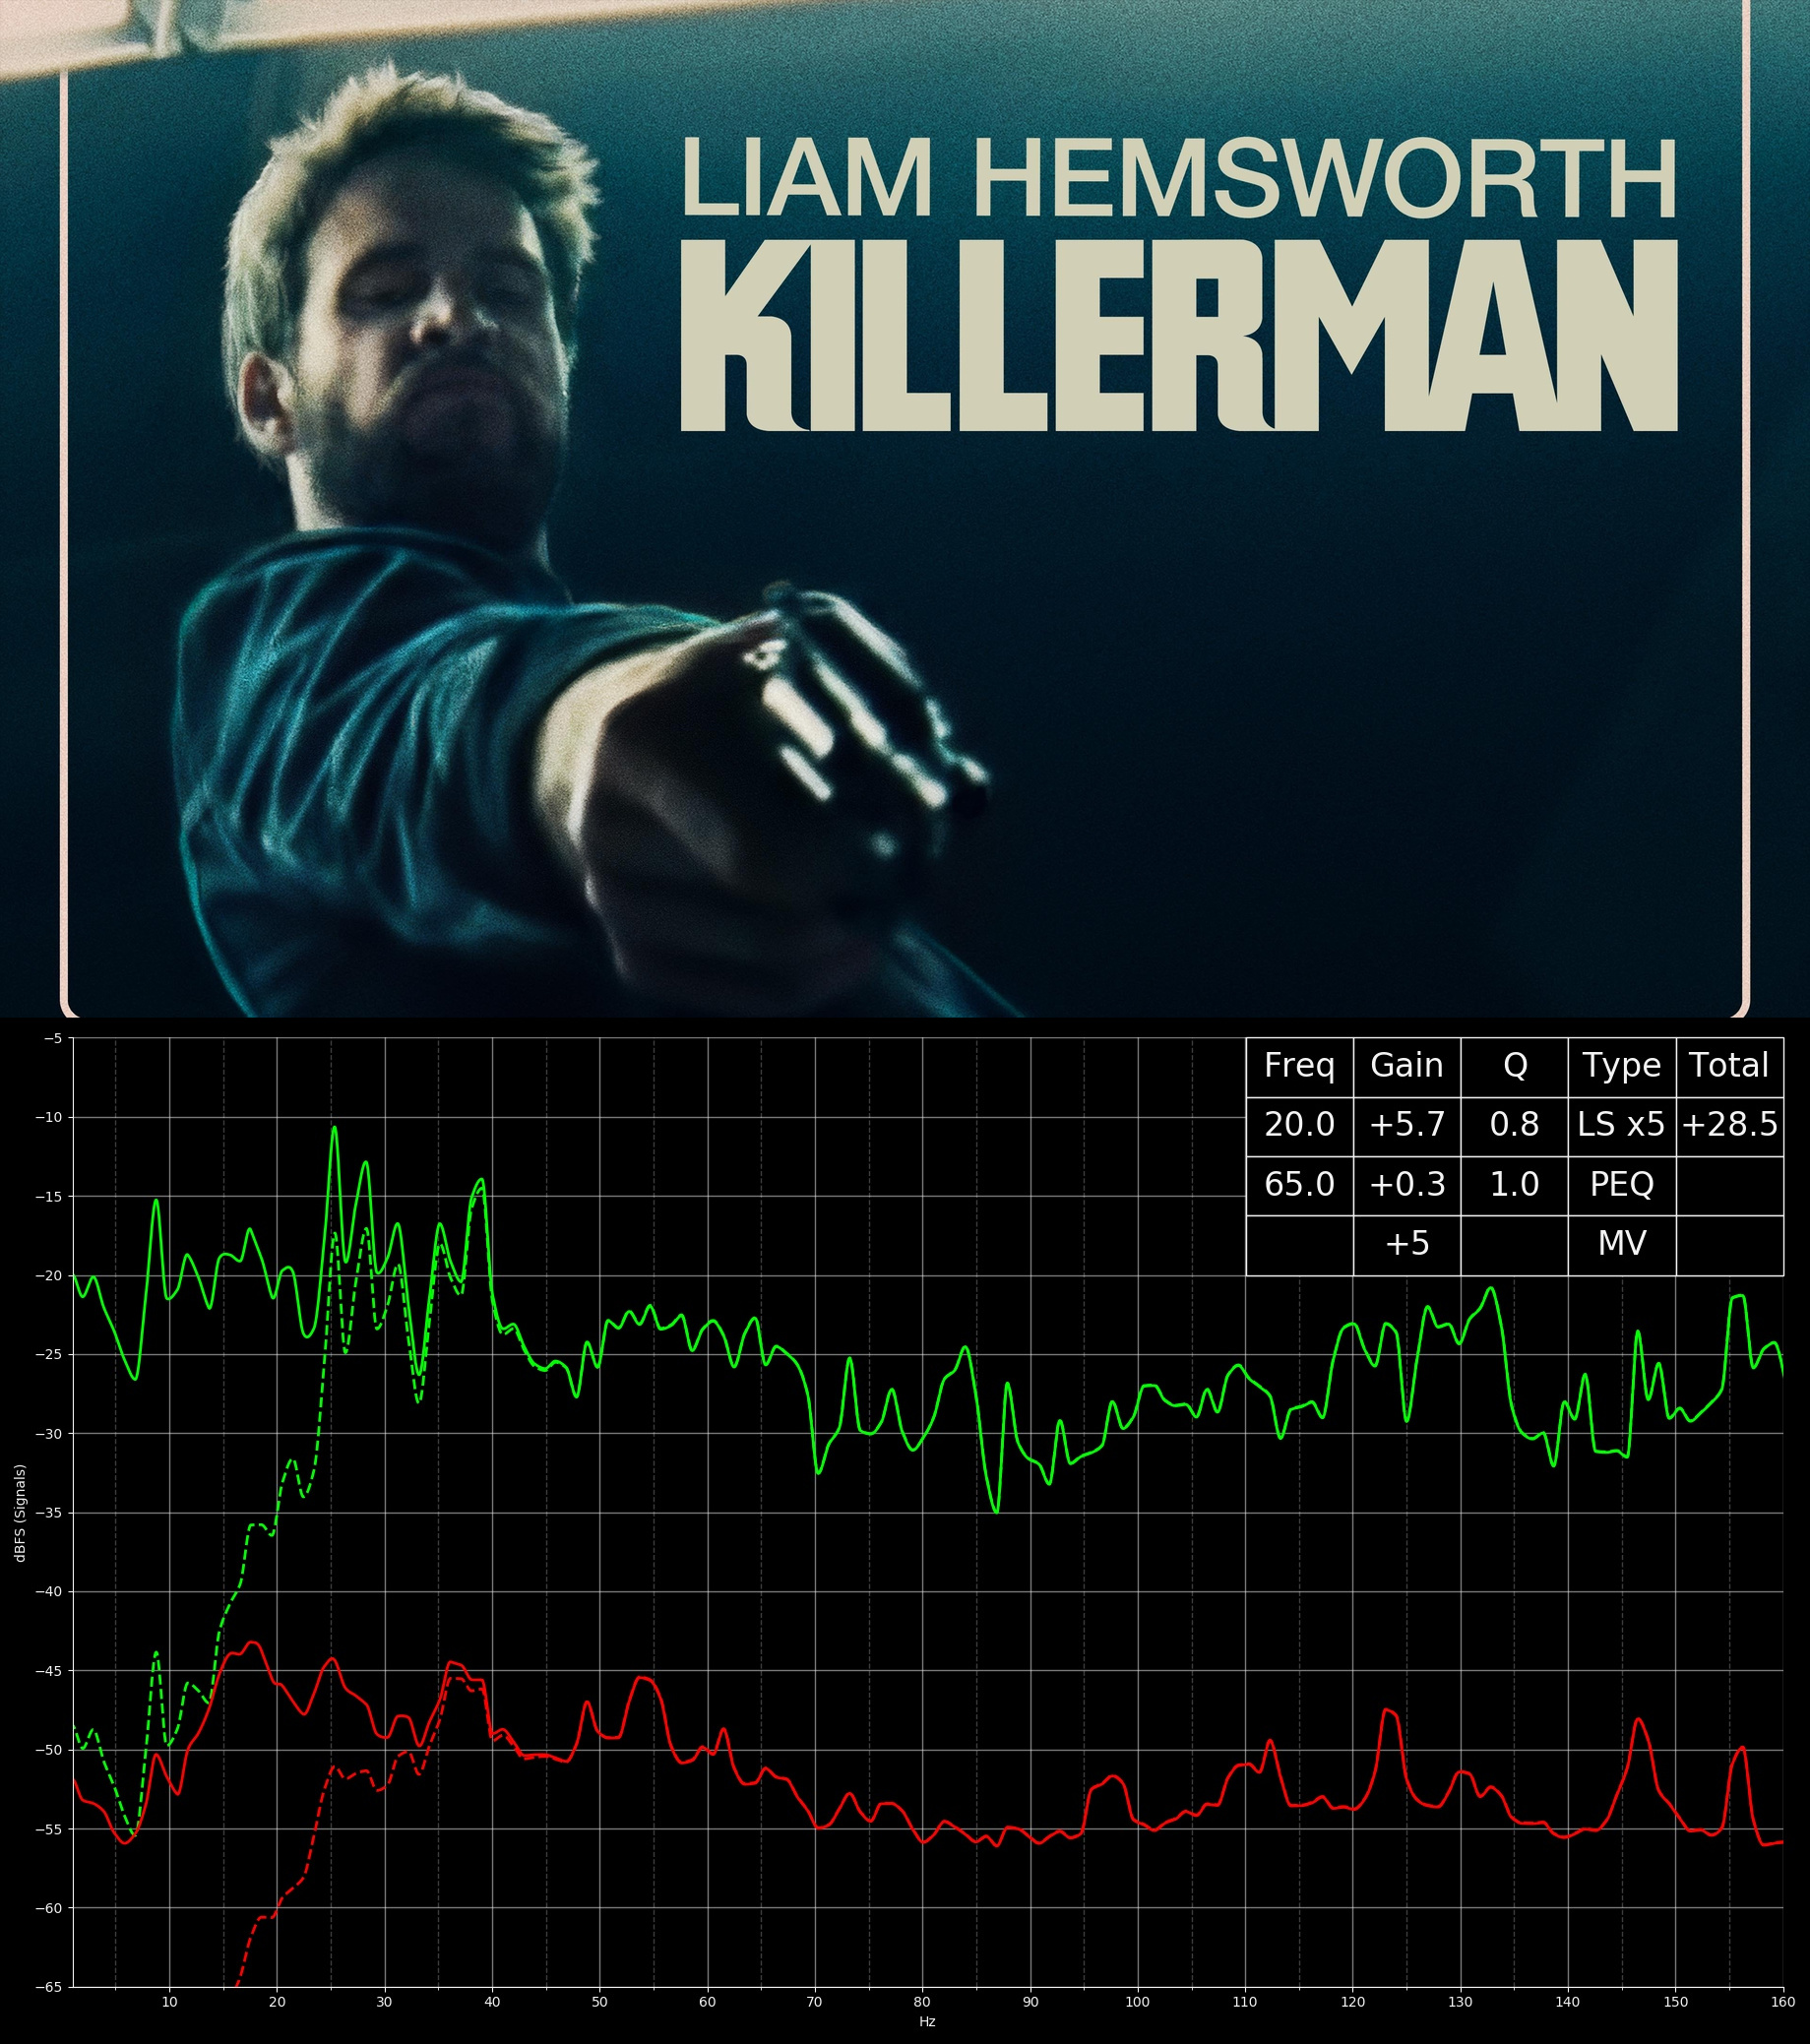 LIAM HEMSWORTH
KILLERMAN
Freq Gain Q Type Total
20.0 +5.7 0.8 LS x5 +28.5
65.0 +0.3 1.0 PEQ
+5 MV
−5
−10
−15
−20
−25
−30
−35
−40
−45
−50
−55
−60
−65
dBFS (Signals)
10 20 30 40 50 60 70 80 90 100 110 120 130 140 150 160
Hz